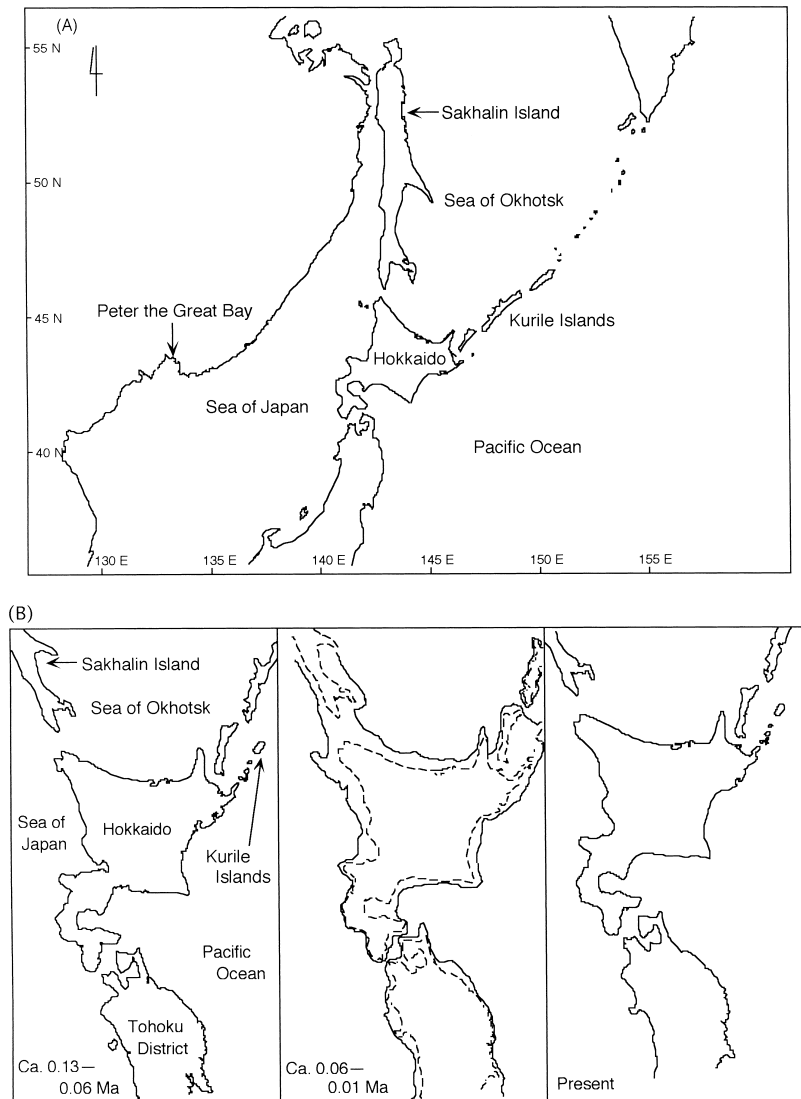 (A)
55 N
Sakhalin Island
50 N
Sea of Okhotsk
Peter the Great Bay
45 N
Kurile Islands
Hokkaido
Sea of Japan
40 N
Pacific Ocean
130 E
135 E
140 E
145 E
150 E
155 E
(B)
Sakhalin Island
Sea of Okhotsk
Sea of
Japan
Hokkaido
Kurile
Islands
Pacific
Ocean
Tohoku
District
Ca. 0.13—
0.06 Ma
Ca. 0.06—
0.01 Ma
Present